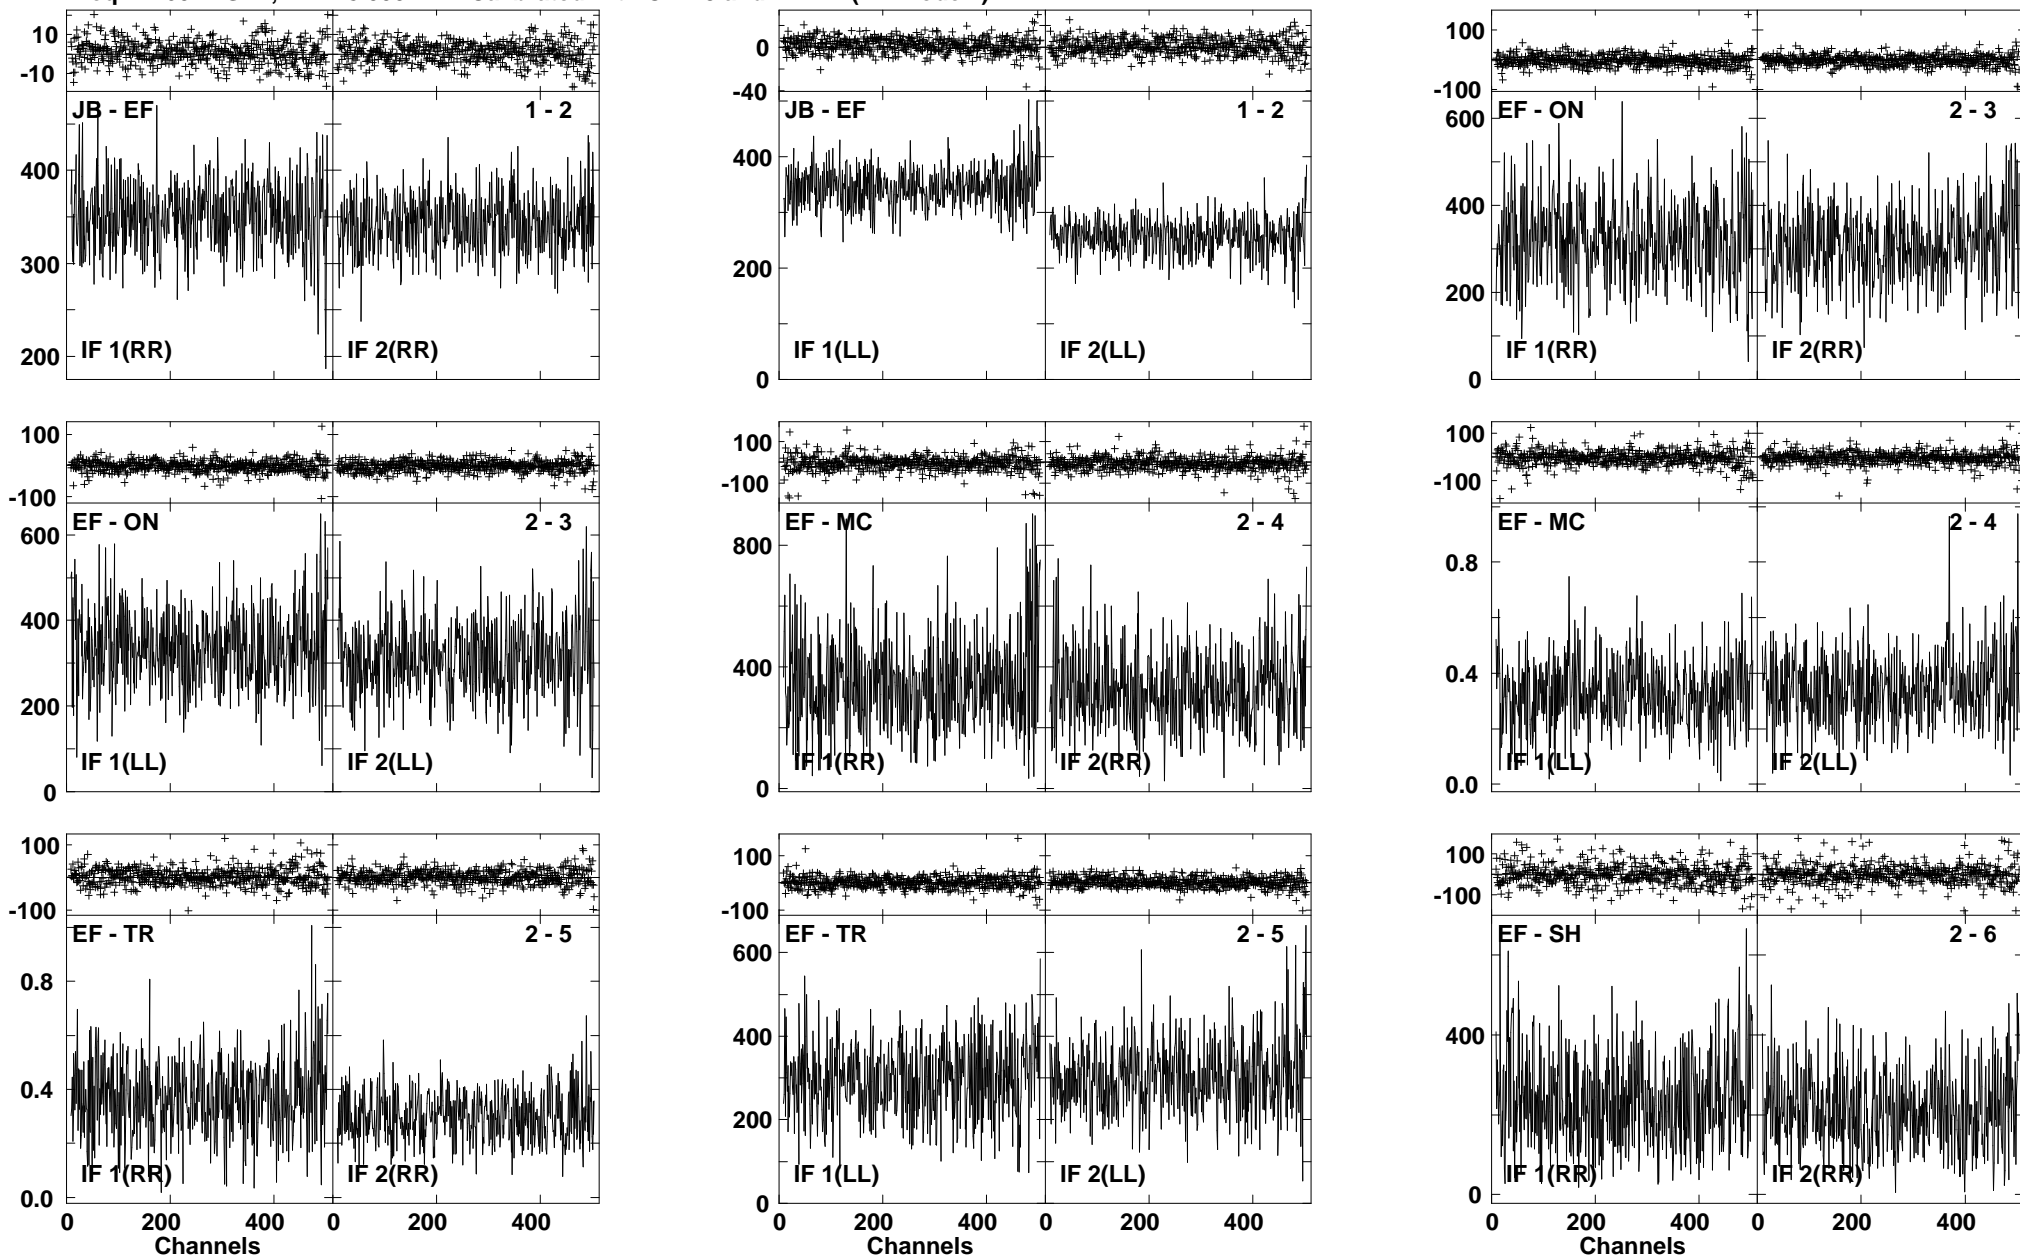 10
-10
JB - EF
1 - 2
400
300
200
IF 1(RR)
IF 2(RR)
0
-40
JB - EF
1 - 2
400
200
0
IF 1(LL)
IF 2(LL)
100
-100
EF - ON
2 - 3
600
400
200
0
IF 1(RR)
IF 2(RR)
100
-100
EF - ON
2 - 3
600
400
200
0
IF 1(LL)
IF 2(LL)
100
-100
EF - MC
2 - 4
800
400
0
IF 1(RR)
IF 2(RR)
100
-100
EF - MC
2 - 4
0.8
0.4
0.0
IF 1(LL)
IF 2(LL)
100
-100
EF - TR
2 - 5
0.8
0.4
0.0
IF 1(RR)
IF 2(RR)
0 200 400 0 200 400
Channels
100
-100
EF - TR
2 - 5
600
400
200
0
IF 1(LL)
IF 2(LL)
0 200 400 0 200 400
Channels
100
-100
EF - SH
2 - 6
400
0
IF 1(RR)
IF 2(RR)
0 200 400 0 200 400
Channels